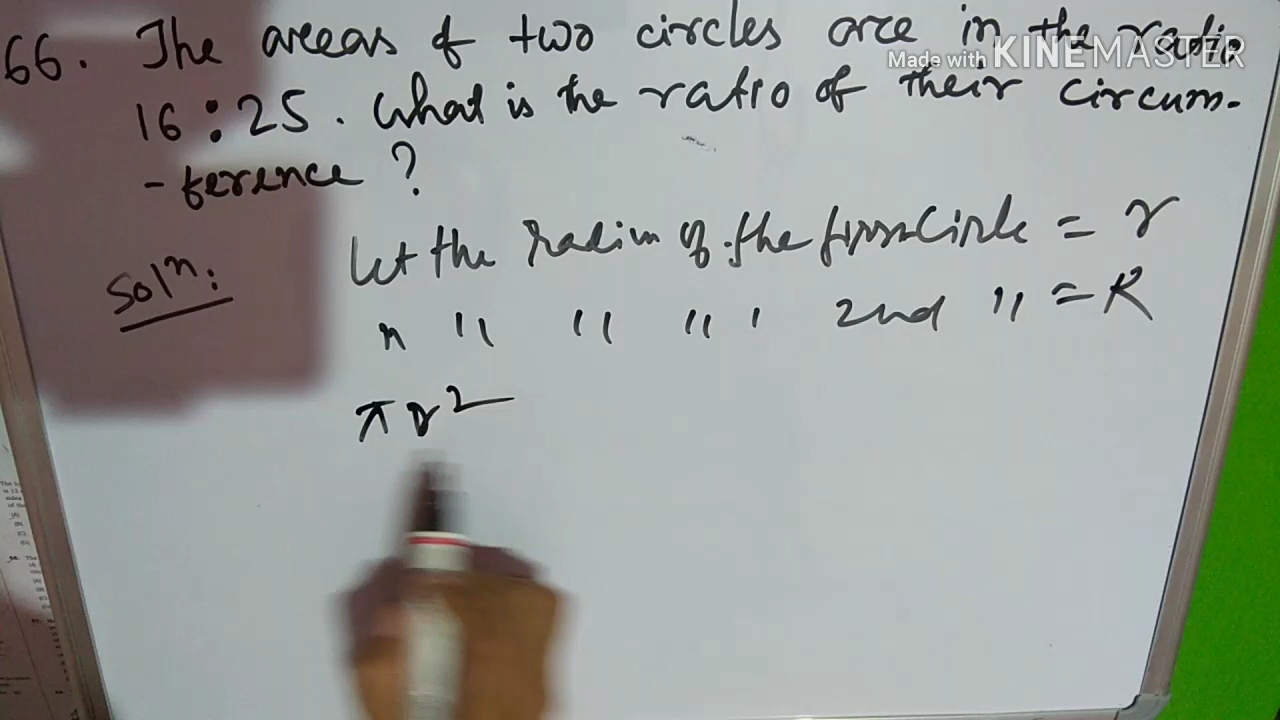 66. The areas of two circles are in the ratio
Made with KINEMASTER
16:25. What is the ratio of their circum-
-ference?
Soln:
Let the radius of the first circle = r
" " " " 2nd " = R
πr²